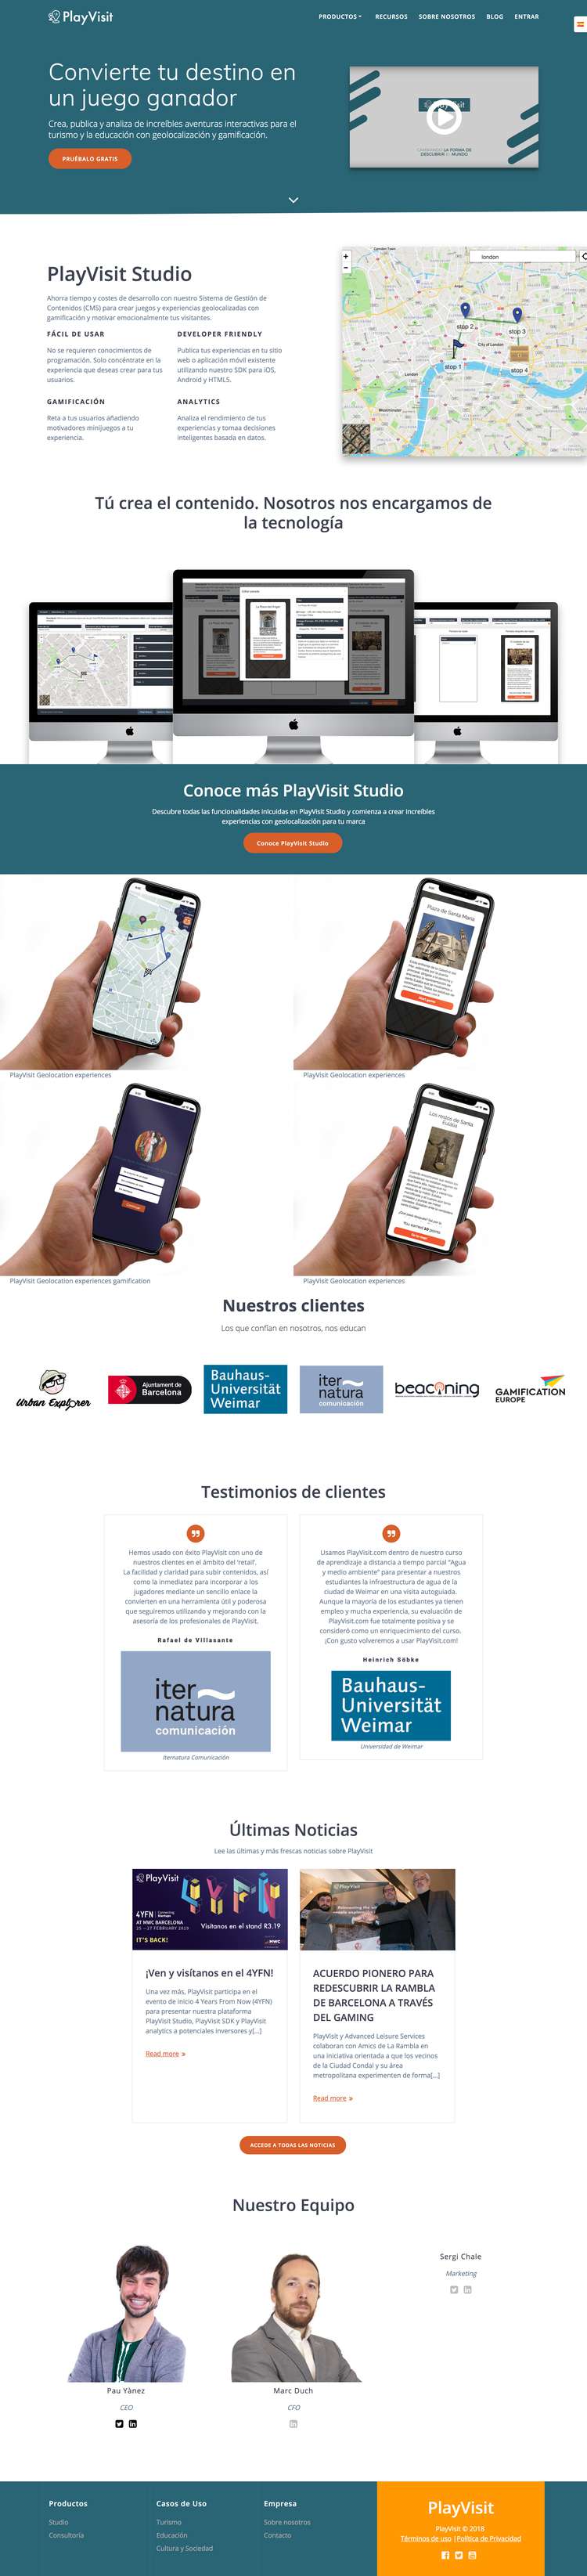 PlayVisit
PRODUCTOS
RECURSOS
SOBRE NOSOTROS
BLOG
ENTRAR
Convierte tu destino en
un juego ganador
Crea, publica y analiza de increíbles aventuras interactivas para el
turismo y la educación con geolocalización y gamificación.
PRUÉBALO GRATIS
PlayVisit Studio
Ahorra tiempo y costes de desarrollo con nuestro Sistema de Gestión de
Contenidos (CMS) para crear juegos y experiencias geolocalizadas con
gamificación y motivar emocionalmente tus visitantes.
FÁCIL DE USAR
No se requieren conocimientos de
programación. Solo concéntrate en la
experiencia que deseas crear para tus
usuarios.
DEVELOPER FRIENDLY
Publica tus experiencias en tu sitio
web o aplicación móvil existente
utilizando nuestro SDK para iOS,
Android y HTML5.
GAMIFICACIÓN
Reta a tus usuarios añadiendo
motivadores minijuegos a tu
experiencia.
ANALYTICS
Analiza el rendimiento de tus
experiencias y tomaa decisiones
inteligentes basada en datos.
london
stop 2
stop 3
City of London
stop 1
stop 4
London
Westminster
Tú crea el contenido. Nosotros nos encargamos de
la tecnología
Conoce más PlayVisit Studio
Descubre todas las funcionalidades inlcuidas en PlayVisit Studio y comienza a crear increíbles
experiencias con geolocalización para tu marca
Conoce PlayVisit Studio
Plaza de Santa Maria
PlayVisit Geolocation experiences
PlayVisit Geolocation experiences
Los restos de Santa
Eulàlia
PlayVisit Geolocation experiences gamification
PlayVisit Geolocation experiences
Nuestros clientes
Los que confían en nosotros, nos educan
Urban Explorer
Ajuntament de
Barcelona
Bauhaus-
Universität
Weimar
iter
natura
comunicación
beaconing
GAMIFICATION
EUROPE
Testimonios de clientes
Hemos usado con éxito PlayVisit con uno de
nuestros clientes en el ámbito del 'retail'.
La facilidad y claridad para subir contenidos, así
como la inmediatez para incorporar a los
jugadores mediante un sencillo enlace la
convierten en una herramienta útil y poderosa
que seguiremos utilizando y mejorando con la
asesoría de los profesionales de PlayVisit.
Rafael de Villasante
iter
natura
comunicación
Iternatura Comunicación
Usamos PlayVisit.com dentro de nuestro curso
de aprendizaje a distancia a tiempo parcial "Agua
y medio ambiente" para presentar a nuestros
estudiantes la infraestructura de agua de la
ciudad de Weimar en una visita autoguiada.
Aunque la mayoría de los estudiantes ya tienen
empleo y mucha experiencia, su evaluación de
PlayVisit.com fue totalmente positiva y se
consideró como un enriquecimiento del curso.
¡Con gusto volveremos a usar PlayVisit.com!
Heinrich Söbke
Bauhaus-
Universität
Weimar
Universidad de Weimar
Últimas Noticias
Lee las últimas y más frescas noticias sobre PlayVisit
PlayVisit
4YFN
AT MWC BARCELONA
25 – 27 FEBRUARY 2019
IT'S BACK!
Visítanos en el stand R3.19
¡Ven y visítanos en el 4YFN!
Una vez más, PlayVisit participa en el
evento de inicio 4 Years From Now (4YFN)
para presentar nuestra plataforma
PlayVisit Studio, PlayVisit SDK y PlayVisit
analytics a potenciales inversores y[...]
Read more »
PlayVisit
ACUERDO PIONERO PARA
REDESCUBRIR LA RAMBLA
DE BARCELONA A TRAVÉS
DEL GAMING
PlayVisit y Advanced Leisure Services
colaboran con Amics de La Rambla en
una iniciativa orientada a que los vecinos
de la Ciudad Condal y su área
metropolitana experimenten de forma[...]
Read more »
ACCEDE A TODAS LAS NOTICIAS
Nuestro Equipo
Pau Yànez
CEO
Marc Duch
CFO
Sergi Chale
Marketing
Productos
Studio
Consultoría
Casos de Uso
Turismo
Educación
Cultura y Sociedad
Empresa
Sobre nosotros
Contacto
PlayVisit
PlayVisit © 2018
Términos de uso | Política de Privacidad